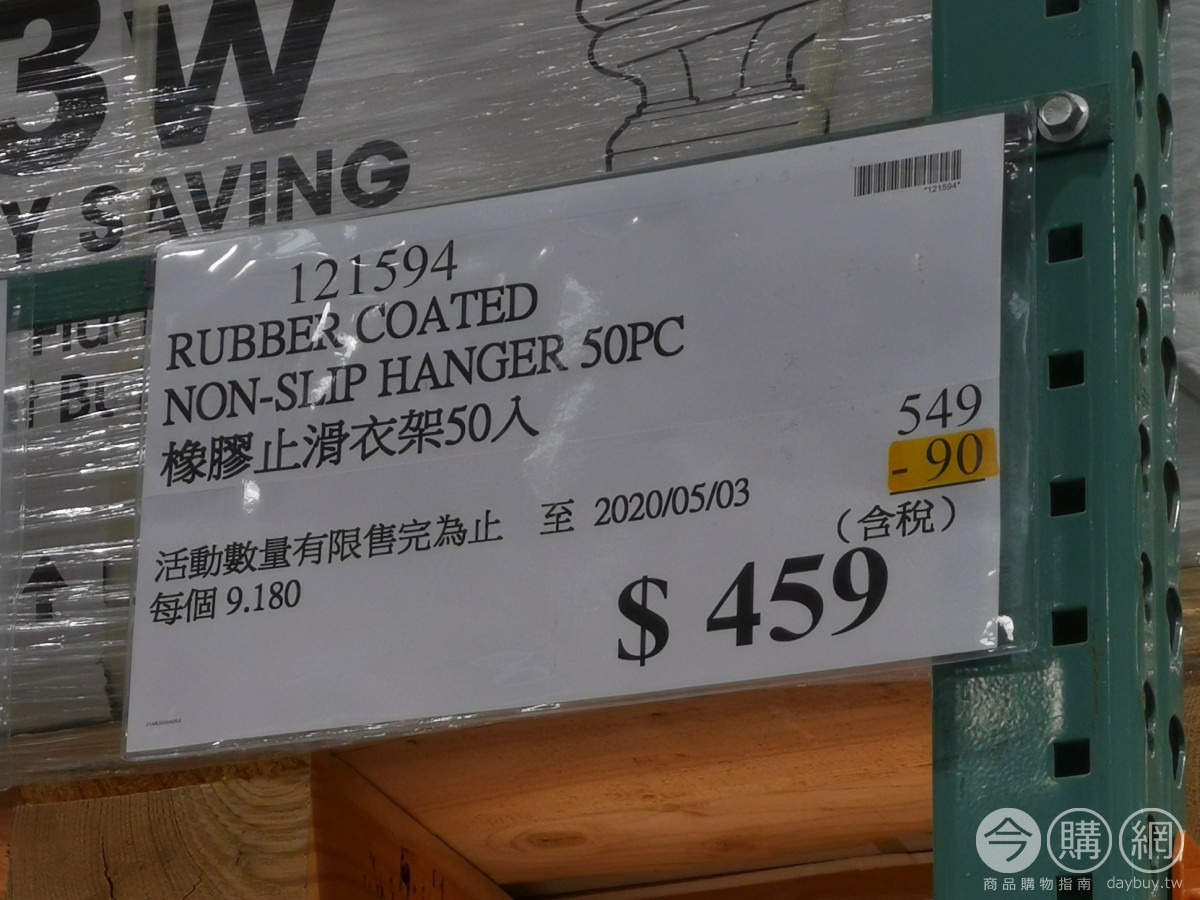 3W
Y SAVING
*121594*
121594
RUBBER COATED
NON-SLIP HANGER 50PC
橡膠止滑衣架50入
549
- 90
活動數量有限售完為止 至 2020/05/03
(含稅)
每個 9.180
$ 459
今購網
商品購物指南 daybuy.tw